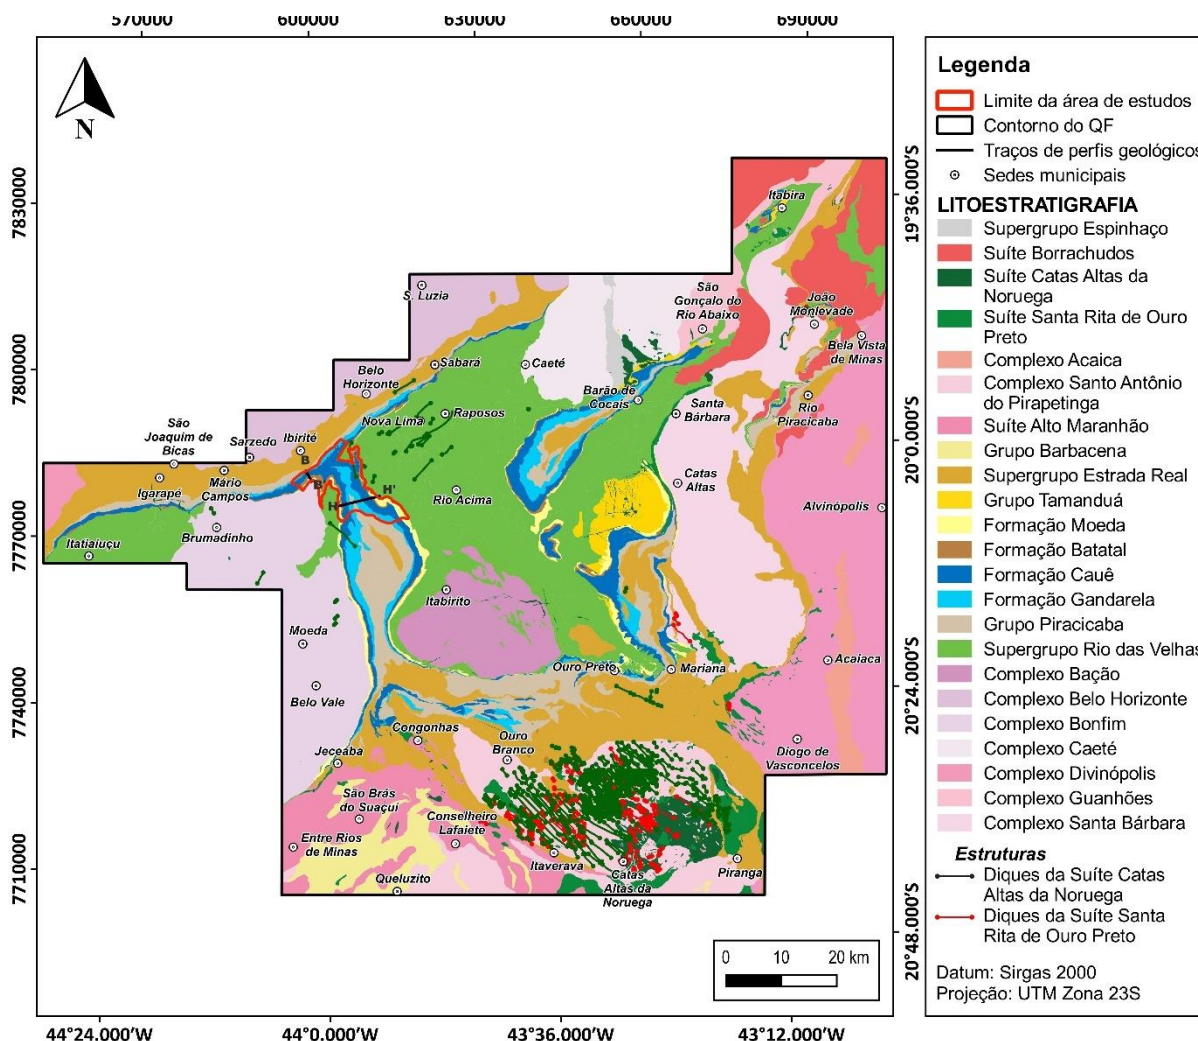 570000
600000
630000
660000
690000
N
7830000
7800000
7770000
7740000
7710000
19°36.000'S
20°0.000'S
20°24.000'S
20°48.000'S
Itabira
S. Luzia
São
Gonçalo do
Rio Abaixo
João
Monlevade
Bela Vista
de Minas
Belo
Horizonte
Sabará
Caeté
Barão de
Cocais
Santa
Bárbara
Rio
Piracicaba
São
Joaquim de
Bicas
Sarzedo
Ibirité
Nova Lima
Raposos
Igarapé
Mário
Campos
B
B'
H
H'
Rio Acima
Catas
Altas
Alvinópolis
Brumadinho
Itatiaiuçu
Itabirito
Moeda
Ouro Preto
Mariana
Acaiaca
Belo Vale
Congonhas
Ouro
Branco
Diogo de
Vasconcelos
Jeceaba
São Brás
do Suaçuí
Conselheiro
Lafaiete
Entre Rios
de Minas
Itaverava
Catas
Altas da
Noruega
Piranga
Queluzito
0 10 20 km
44°24.000'W
44°0.000'W
43°36.000'W
43°12.000'W
Legenda
Limite da área de estudos
Contorno do QF
Traços de perfis geológicos
Sedes municipais
LITOESTRATIGRAFIA
Supergrupo Espinhaço
Suíte Borrachudos
Suíte Catas Altas da
Noruega
Suíte Santa Rita de Ouro
Preto
Complexo Acaica
Complexo Santo Antônio
do Pirapetinga
Suíte Alto Maranhão
Grupo Barbacena
Supergrupo Estrada Real
Grupo Tamanduá
Formação Moeda
Formação Batatal
Formação Cauê
Formação Gandarela
Grupo Piracicaba
Supergrupo Rio das Velhas
Complexo Bação
Complexo Belo Horizonte
Complexo Bonfim
Complexo Caeté
Complexo Divinópolis
Complexo Guanhões
Complexo Santa Bárbara
Estruturas
Diques da Suíte Catas
Altas da Noruega
Diques da Suíte Santa
Rita de Ouro Preto
Datum: Sirgas 2000
Projeção: UTM Zona 23S